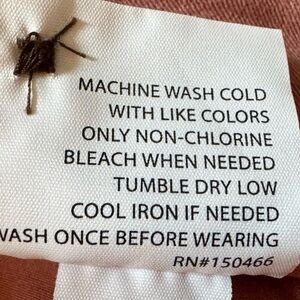 MACHINE WASH COLD
WITH LIKE COLORS
ONLY NON-CHLORINE
BLEACH WHEN NEEDED
TUMBLE DRY LOW
COOL IRON IF NEEDED
WASH ONCE BEFORE WEARING
RN#150466